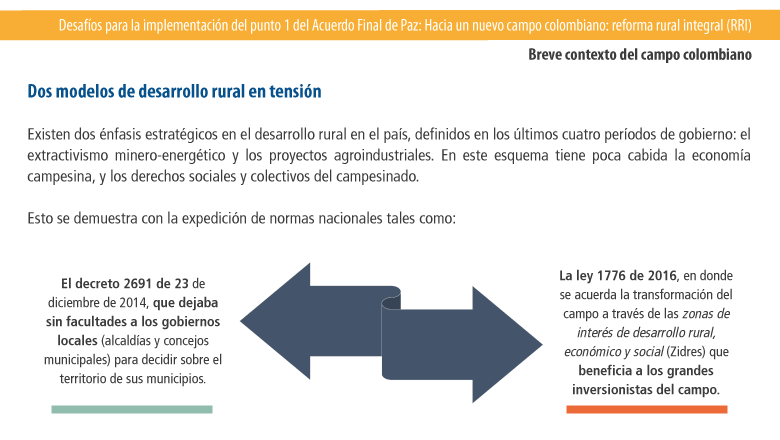 Desafíos para la implementación del punto 1 del Acuerdo Final de Paz: Hacia un nuevo campo colombiano: reforma rural integral (RRI)
Breve contexto del campo colombiano
Dos modelos de desarrollo rural en tensión
Existen dos énfasis estratégicos en el desarrollo rural en el país, definidos en los últimos cuatro períodos de gobierno: el
extractivismo minero-energético y los proyectos agroindustriales. En este esquema tiene poca cabida la economía
campesina, y los derechos sociales y colectivos del campesinado.
Esto se demuestra con la expedición de normas nacionales tales como:
El decreto 2691 de 23 de
diciembre de 2014, que dejaba
sin facultades a los gobiernos
locales (alcaldías y concejos
municipales) para decidir sobre el
territorio de sus municipios.
La ley 1776 de 2016, en donde
se acuerda la transformación del
campo a través de las zonas de
interés de desarrollo rural,
económico y social (Zidres) que
beneficia a los grandes
inversionistas del campo.